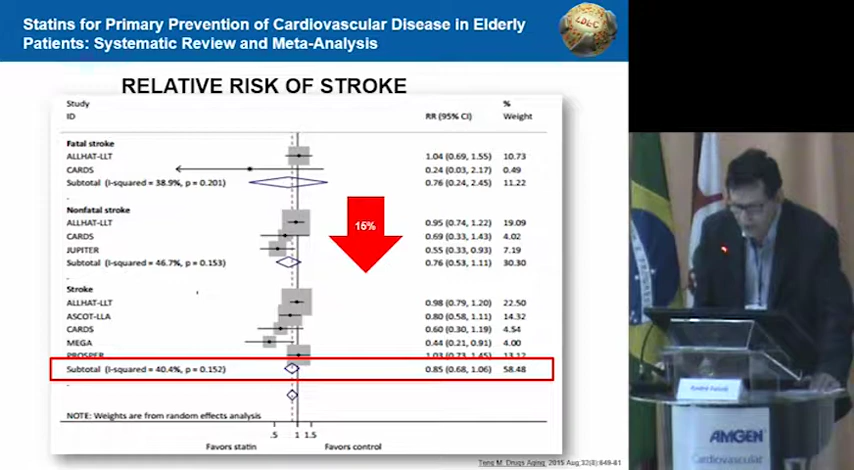 Statins for Primary Prevention of Cardiovascular Disease in Elderly
Patients: Systematic Review and Meta-Analysis
LDEC
RELATIVE RISK OF STROKE
Study %
ID RR (95% CI) Weight
Fatal stroke
ALLHAT-LLT 1.04 (0.69, 1.55) 10.73
CARDS 0.24 (0.03, 2.17) 0.49
Subtotal (I-squared = 38.9%, p = 0.201) 0.76 (0.24, 2.45) 11.22
Nonfatal stroke
ALLHAT-LLT 0.95 (0.74, 1.22) 19.09
CARDS 0.69 (0.33, 1.43) 4.02
JUPITER 0.55 (0.33, 0.93) 7.19
Subtotal (I-squared = 46.7%, p = 0.153) 0.76 (0.53, 1.11) 30.30
15%
Stroke
ALLHAT-LLT 0.98 (0.79, 1.20) 22.50
ASCOT-LLA 0.80 (0.58, 1.11) 14.32
CARDS 0.60 (0.30, 1.19) 4.54
MEGA 0.44 (0.21, 0.91) 4.00
PROSPER 1.03 (0.73, 1.45) 13.12
Subtotal (I-squared = 40.4%, p = 0.152) 0.85 (0.68, 1.06) 58.48
NOTE: Weights are from random effects analysis
.5 1 1.5
Favors statin Favors control
Teng M. Drugs Aging. 2015 Aug;32(8):649-61
AMGEN
Cardiovascular